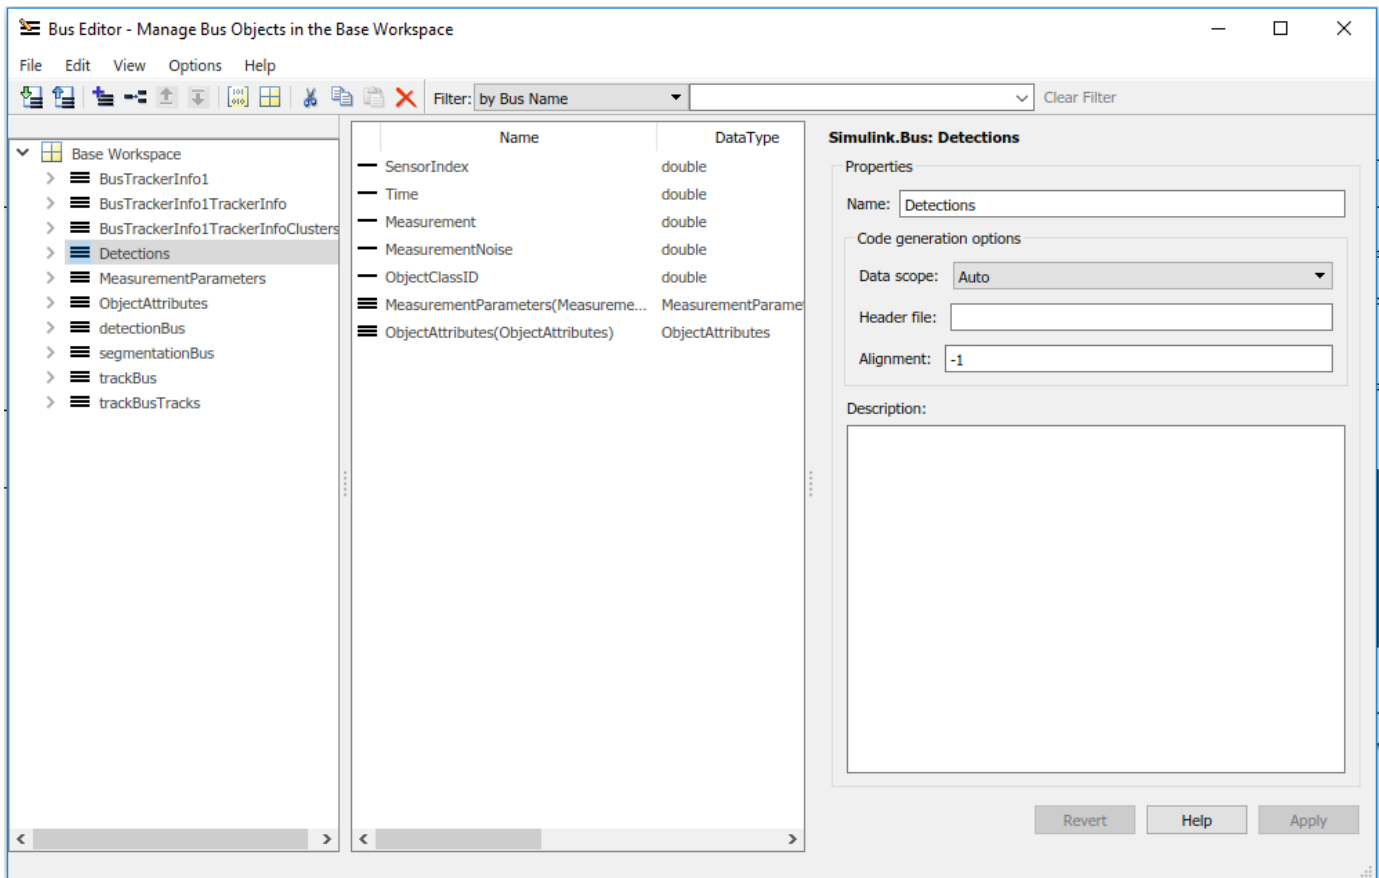 Bus Editor - Manage Bus Objects in the Base Workspace
File Edit View Options Help
Filter: by Bus Name Clear Filter
Base Workspace
BusTrackerInfo1
BusTrackerInfo1TrackerInfo
BusTrackerInfo1TrackerInfoClusters
Detections
MeasurementParameters
ObjectAttributes
detectionBus
segmentationBus
trackBus
trackBusTracks
Name DataType
SensorIndex double
Time double
Measurement double
MeasurementNoise double
ObjectClassID double
MeasurementParameters(Measureme... MeasurementParame
ObjectAttributes(ObjectAttributes) ObjectAttributes
Simulink.Bus: Detections
Properties
Name: Detections
Code generation options
Data scope: Auto
Header file:
Alignment: -1
Description:
Revert Help Apply